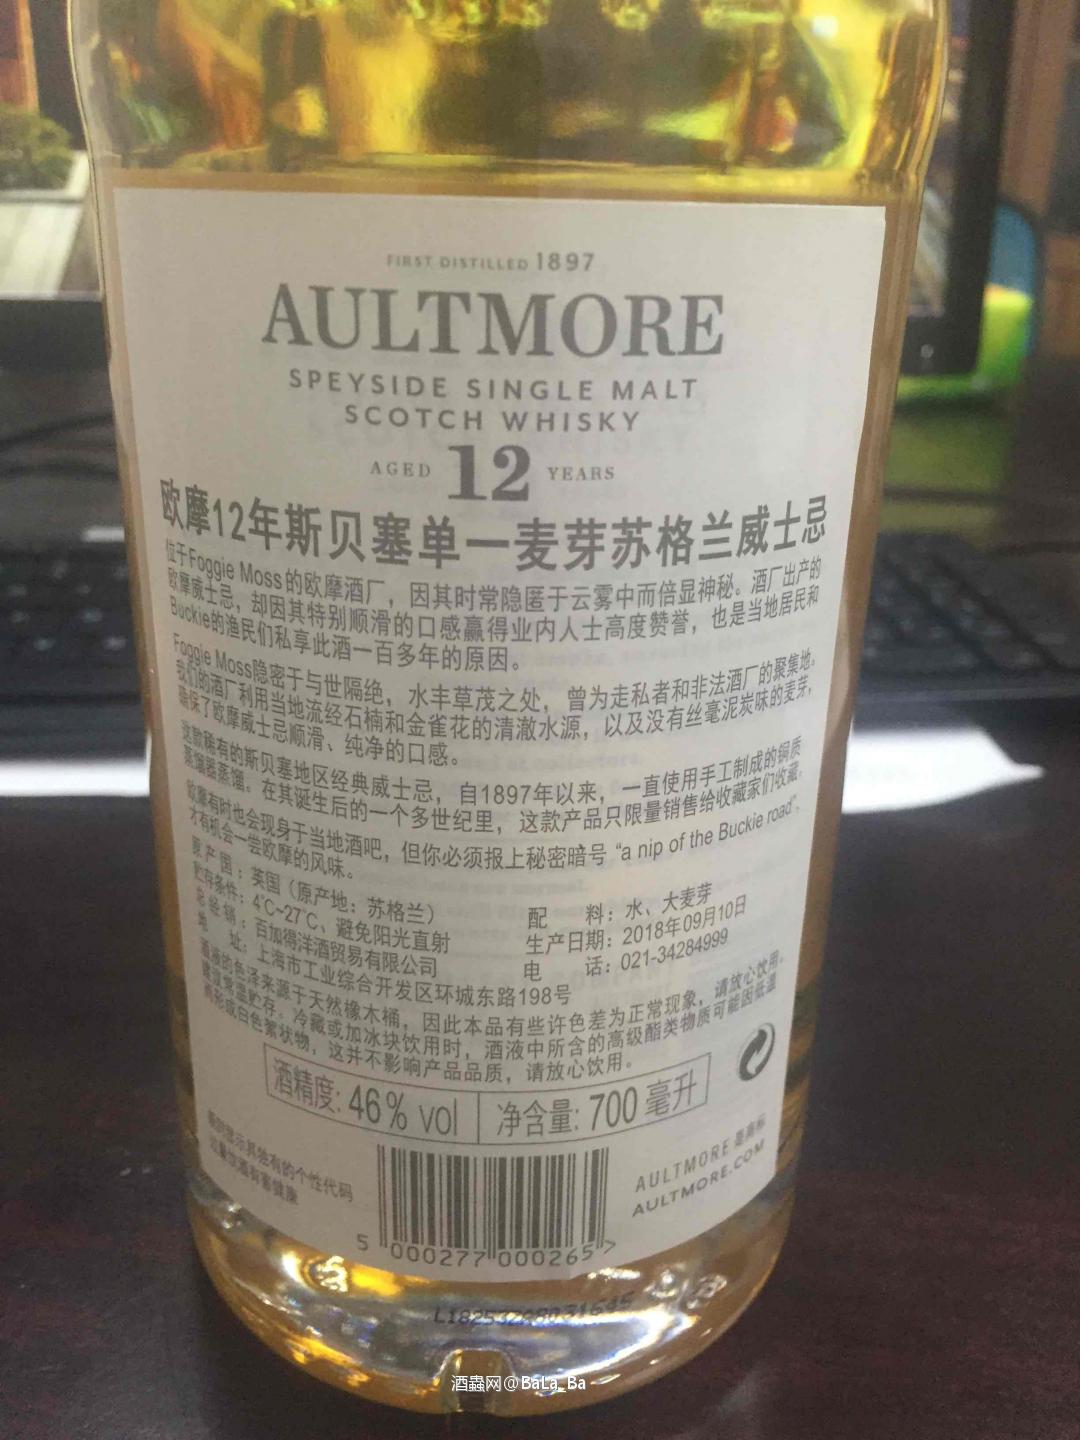 FIRST DISTILLED 1897
AULTMORE
SPEYSIDE SINGLE MALT
SCOTCH WHISKY
AGED 12 YEARS
欧摩12年斯贝塞单一麦芽苏格兰威士忌
位于Foggie Moss的欧摩酒厂，因其时常隐匿于云雾中而倍显神秘。酒厂出产的
欧摩威士忌，却因其特别顺滑的口感赢得业内人士高度赞誉，也是当地居民和
Buckie的渔民们私享此酒一百多年的原因。
Foggie Moss隐密于与世隔绝，水丰草茂之处，曾为走私者和非法酒厂的聚集地。
我们的酒厂利用当地流经石楠和金雀花的清澈水源，以及没有丝毫泥炭味的麦芽，
确保了欧摩威士忌顺滑、纯净的口感。
这款稀有的斯贝塞地区经典威士忌，自1897年以来，一直使用手工制成的铜质
蒸馏器蒸馏。在其诞生后的一个多世纪里，这款产品只限量销售给收藏家们收藏。
欧摩有时也会现身于当地酒吧，但你必须报上秘密暗号 “a nip of the Buckie road”，
才有机会一尝欧摩的风味。
原产国：英国（原产地：苏格兰） 配 料：水、大麦芽
贮存条件：4℃~27℃、避免阳光直射 生产日期：2018年09月10日
总经销：百加得洋酒贸易有限公司 电 话：021-34284999
地 址：上海市工业综合开发区环城东路198号
酒液的色泽来源于天然橡木桶，因此本品有些许色差为正常现象，请放心饮用。
建议常温贮存。冷藏或加冰块饮用时，酒液中所含的高级酯类物质可能因低温
而形成白色絮状物，这并不影响产品品质，请放心饮用。
酒精度: 46% vol 净含量: 700 毫升
过量饮酒有害健康
AULTMORE 是商标
AULTMORE.COM
5 000277 000265 >
酒蟲网@BaLa_Ba